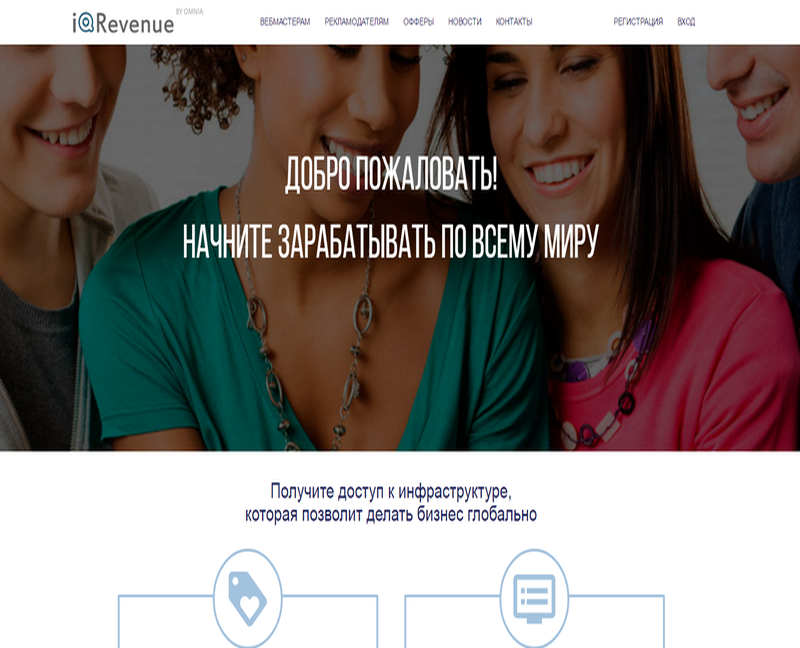 i@Revenue
BY OMNIA
ВЕБМАСТЕРАМ РЕКЛАМОДАТЕЛЯМ ОФФЕРЫ НОВОСТИ КОНТАКТЫ РЕГИСТРАЦИЯ ВХОД
ДОБРО ПОЖАЛОВАТЬ!
НАЧНИТЕ ЗАРАБАТЫВАТЬ ПО ВСЕМУ МИРУ
Получите доступ к инфраструктуре,
которая позволит делать бизнес глобально